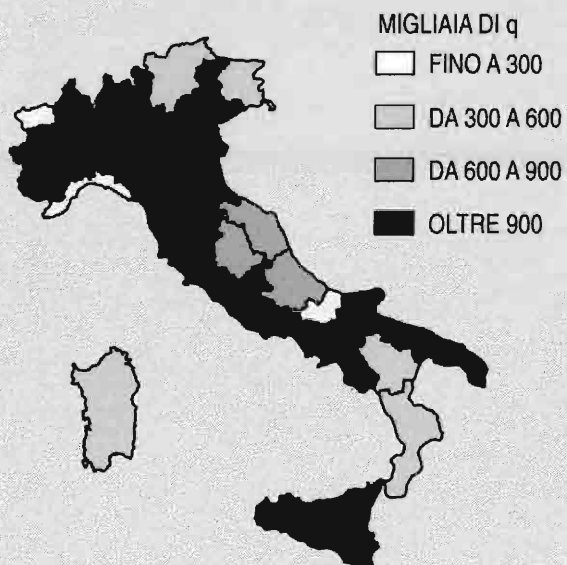 MIGLIAIA DI q
FINO A 300
DA 300 A 600
DA 600 A 900
OLTRE 900